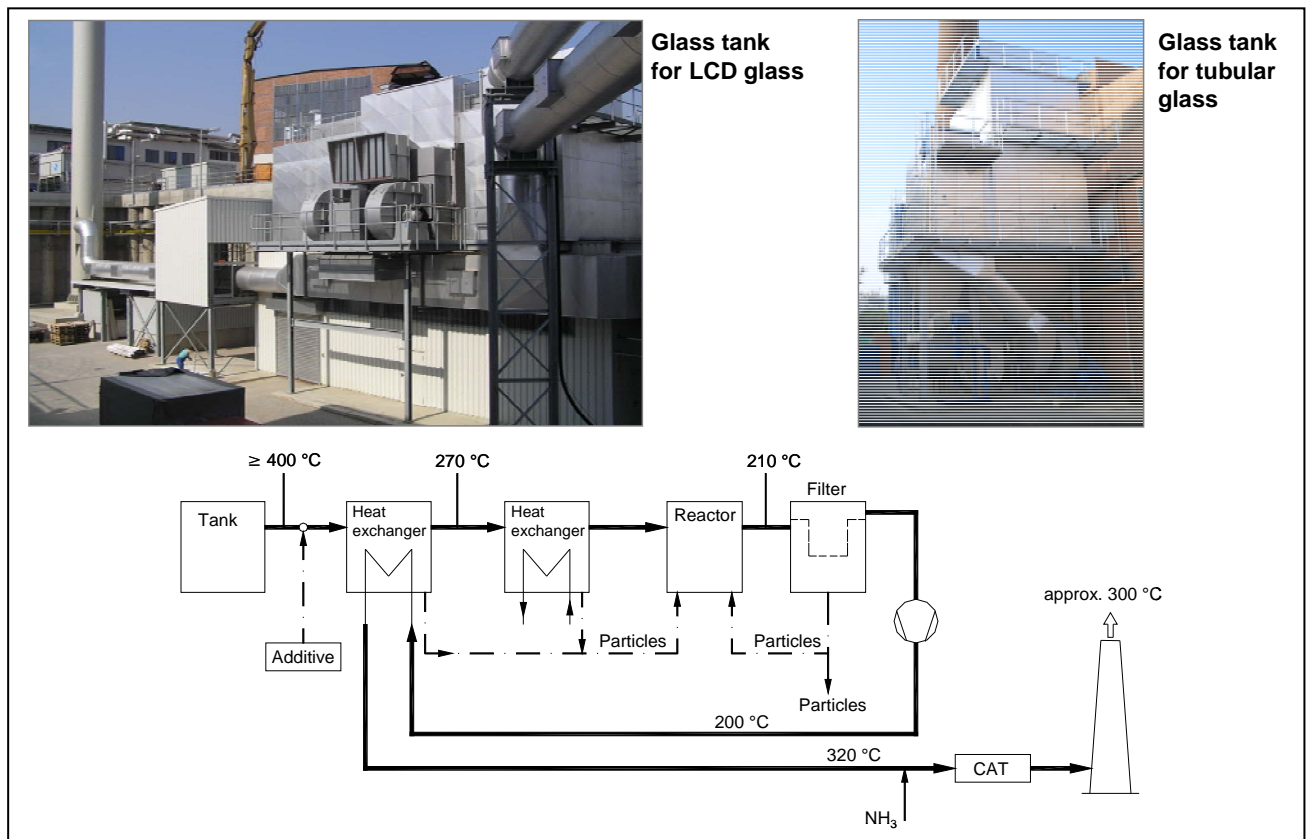 Glass tank
for LCD glass
Glass tank
for tubular
glass
≥ 400 °C
270 °C
210 °C
Filter
Tank
Heat
exchanger
Heat
exchanger
Reactor
approx. 300 °C
Particles
Particles
Additive
Particles
200 °C
320 °C
CAT
NH₃